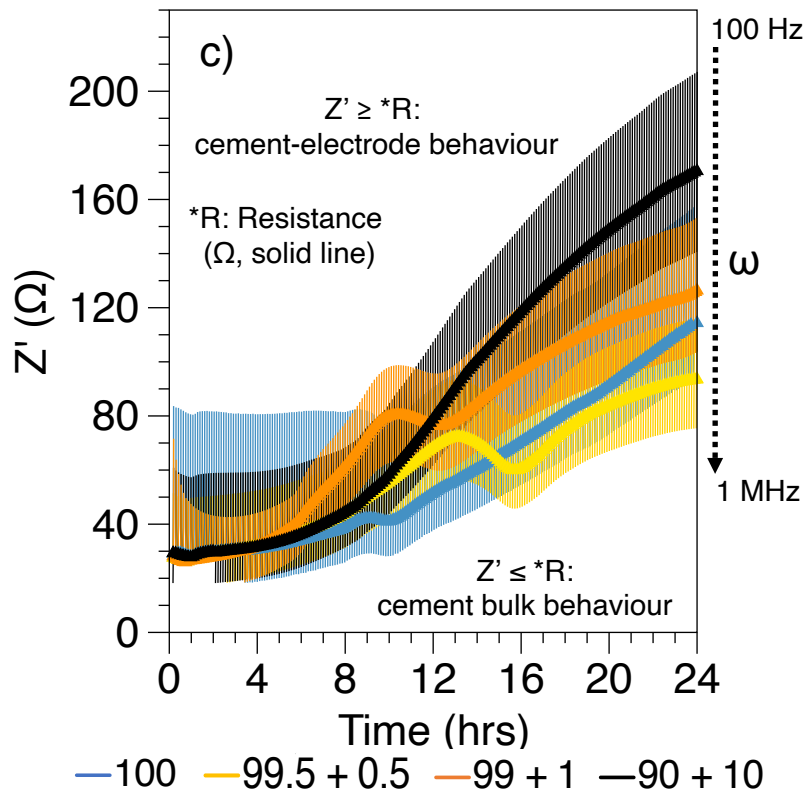 c)
100 Hz
Z' ≥ *R:
cement-electrode behaviour
*R: Resistance
(Ω, solid line)
ω
1 MHz
Z' ≤ *R:
cement bulk behaviour
Z' (Ω)
200
160
120
80
40
0
0 4 8 12 16 20 24
Time (hrs)
100 99.5 + 0.5 99 + 1 90 + 10